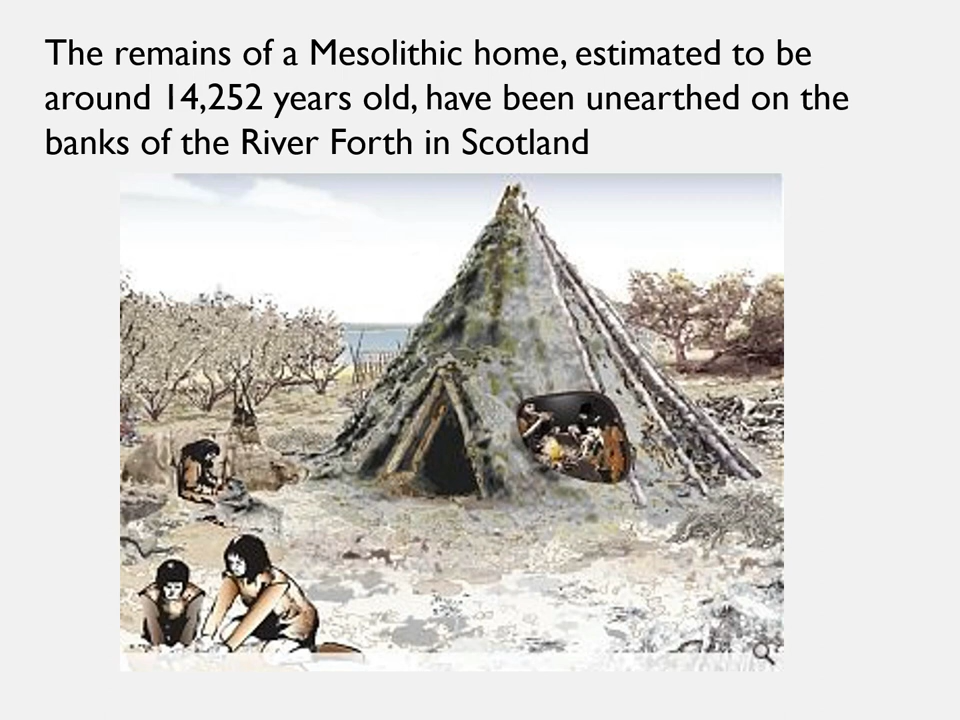 The remains of a Mesolithic home, estimated to be
around 14,252 years old, have been unearthed on the
banks of the River Forth in Scotland